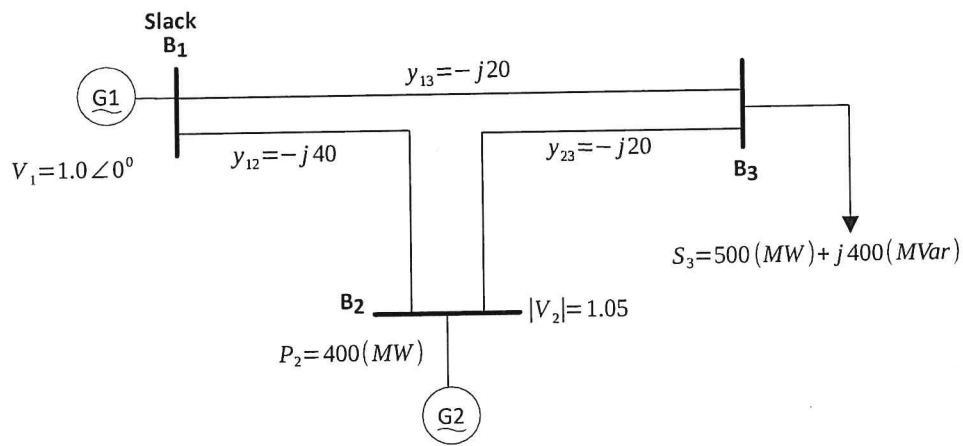 Slack
B₁
G1
y₁₃=−j20
y₁₂=−j40
y₂₃=−j20
V₁=1.0∠0⁰
B₃
S₃=500(MW)+j400(MVar)
B₂
|V₂|=1.05
P₂=400(MW)
G2